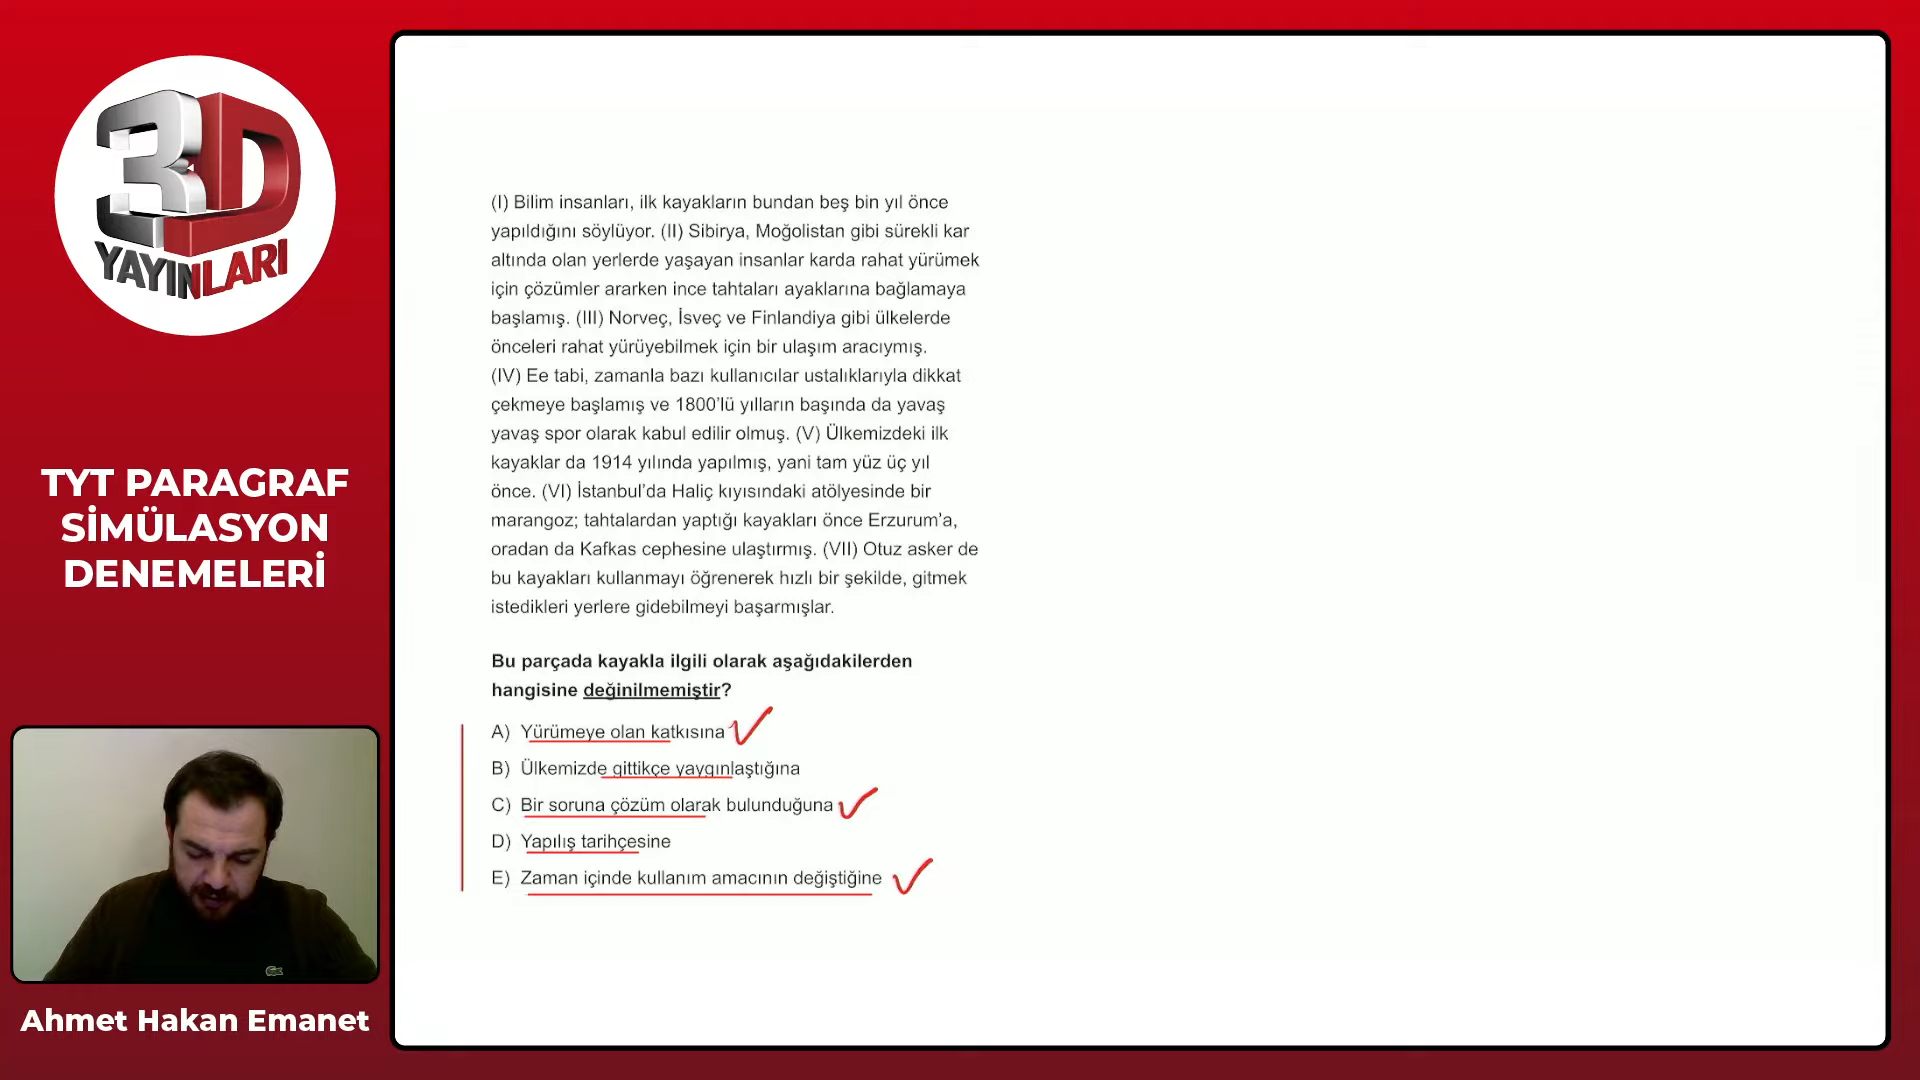 3D
YAYINLARI
TYT PARAGRAF
SİMÜLASYON
DENEMELERİ
Ahmet Hakan Emanet
(I) Bilim insanları, ilk kayakların bundan beş bin yıl önce
yapıldığını söylüyor. (II) Sibirya, Moğolistan gibi sürekli kar
altında olan yerlerde yaşayan insanlar karda rahat yürümek
için çözümler ararken ince tahtaları ayaklarına bağlamaya
başlamış. (III) Norveç, İsveç ve Finlandiya gibi ülkelerde
önceleri rahat yürüyebilmek için bir ulaşım aracıymış.
(IV) Ee tabi, zamanla bazı kullanıcılar ustalıklarıyla dikkat
çekmeye başlamış ve 1800’lü yılların başında da yavaş
yavaş spor olarak kabul edilir olmuş. (V) Ülkemizdeki ilk
kayaklar da 1914 yılında yapılmış, yani tam yüz üç yıl
önce. (VI) İstanbul’da Haliç kıyısındaki atölyesinde bir
marangoz; tahtalardan yaptığı kayakları önce Erzurum’a,
oradan da Kafkas cephesine ulaştırmış. (VII) Otuz asker de
bu kayakları kullanmayı öğrenerek hızlı bir şekilde, gitmek
istedikleri yerlere gidebilmeyi başarmışlar.
Bu parçada kayakla ilgili olarak aşağıdakilerden
hangisine değinilmemiştir?
A) Yürümeye olan katkısına
B) Ülkemizde gittikçe yaygınlaştığına
C) Bir soruna çözüm olarak bulunduğuna
D) Yapılış tarihçesine
E) Zaman içinde kullanım amacının değiştiğine